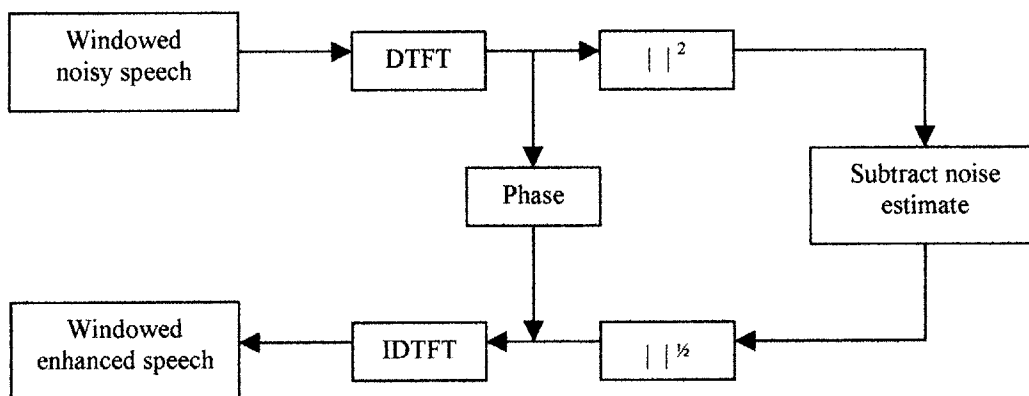 Windowed
noisy speech
DTFT
| |²
Phase
Subtract noise
estimate
Windowed
enhanced speech
IDTFT
| |½